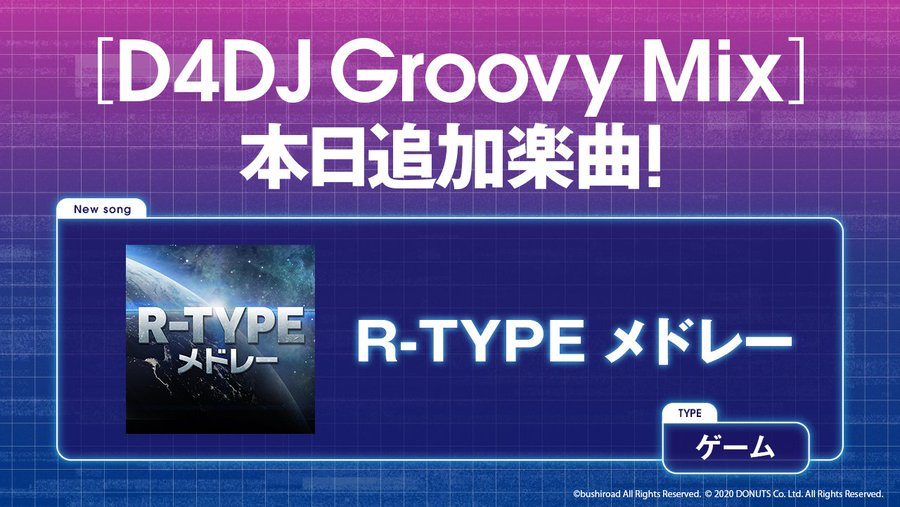 [D4DJ Groovy Mix]
本日追加楽曲!
New song
R-TYPE
メドレー
R-TYPE メドレー
TYPE
ゲーム
©bushiroad All Rights Reserved. © 2020 DONUTS Co. Ltd. All Rights Reserved.